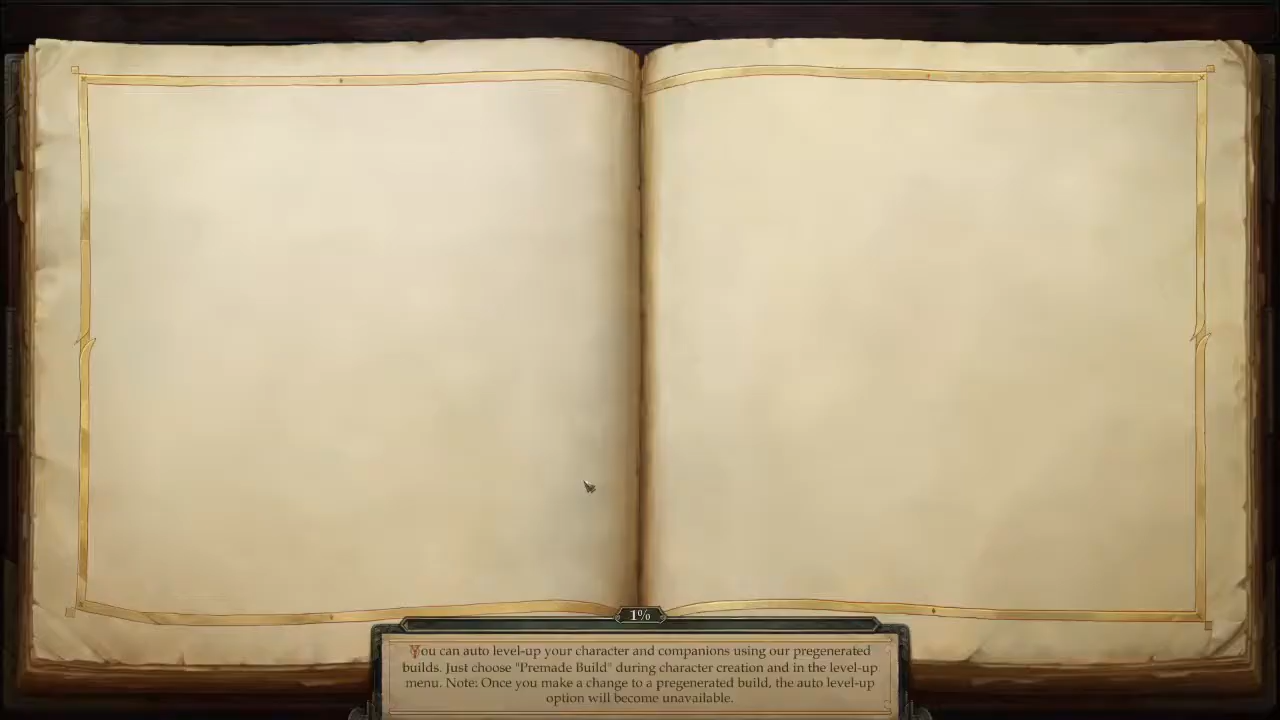 1%
You can auto level-up your character and companions using our pregenerated
builds. Just choose "Premade Build" during character creation and in the level-up
menu. Note: Once you make a change to a pregenerated build, the auto level-up
option will become unavailable.